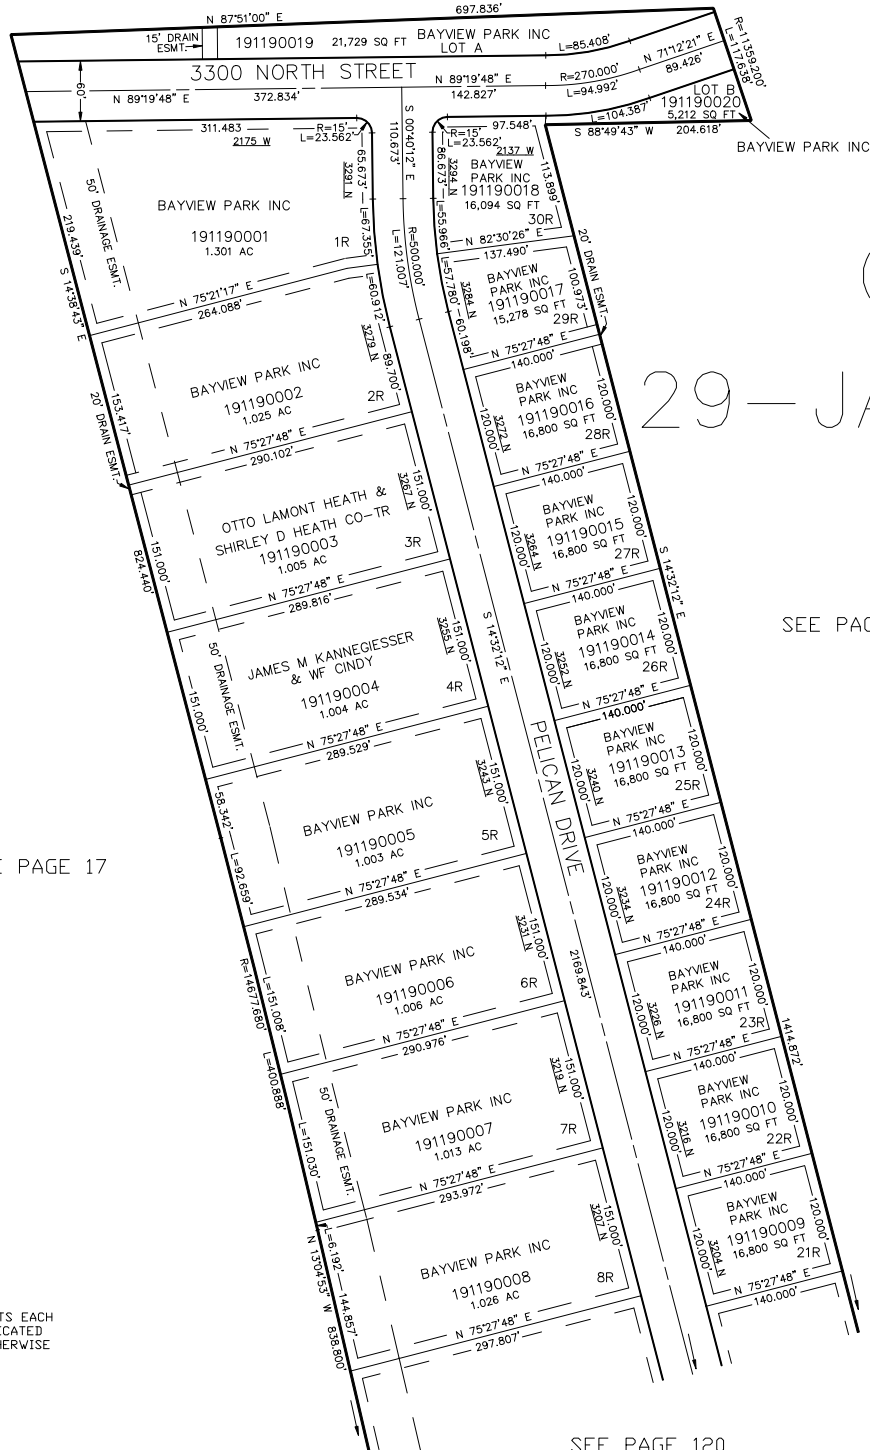 N 87°51'00" E
697.836'
15' DRAIN
ESMT.
191190019
21,729 SQ FT
BAYVIEW PARK INC
LOT A
L=85.408'
N 71°12'21" E
89.426'
R=11359.200'
L=117.638'
60'
3300 NORTH STREET
N 89°19'48" E
R=270.000'
N 89°19'48" E
372.834'
142.827'
L=94.992'
L=104.387'
LOT B
191190020
5,212 SQ FT
S 88°49'43" W
204.618'
BAYVIEW PARK INC
311.483
2175 W
R=15'
L=23.562'
S 00°40'12" E
110.673'
R=15'
L=23.562'
97.548'
2137 W
50' DRAINAGE ESMT.
219.439'
S 14°38'43" E
BAYVIEW PARK INC
191190001
1.301 AC
1R
3291 N
65.673'
L=67.355'
N 75°21'17" E
264.088'
R=500.000'
L=121.007'
86.673'
L=55.966'
3294 N
BAYVIEW
PARK INC
191190018
16,094 SQ FT
30R
113.899'
N 82°30'26" E
137.490'
20' DRAIN ESMT.
L=57.780'
60.198'
3284 N
BAYVIEW
PARK INC
191190017
15,278 SQ FT
29R
100.973'
N 75°27'48" E
140.000'
L=60.912'
89.700'
3279 N
BAYVIEW PARK INC
191190002
1.025 AC
2R
153.417'
20' DRAIN ESMT.
N 75°27'48" E
290.102'
120.000'
3272 N
BAYVIEW
PARK INC
191190016
16,800 SQ FT
28R
120.000'
N 75°27'48" E
140.000'
29-JA
151.000'
3267 N
OTTO LAMONT HEATH &
SHIRLEY D HEATH CO-TR
191190003
1.005 AC
3R
151.000'
824.440'
N 75°27'48" E
289.816'
120.000'
3264 N
BAYVIEW
PARK INC
191190015
16,800 SQ FT
27R
120.000'
N 75°27'48" E
140.000'
S 14°32'12" E
S 14°32'12" E
SEE PAG
50' DRAINAGE ESMT.
JAMES M KANNEGIESSER
& WF CINDY
191190004
1.004 AC
4R
151.000'
3255 N
151.000'
N 75°27'48" E
289.529'
120.000'
3252 N
BAYVIEW
PARK INC
191190014
16,800 SQ FT
26R
120.000'
N 75°27'48" E
140.000'
PELICAN DRIVE
58.342'
L=92.659'
BAYVIEW PARK INC
191190005
1.003 AC
5R
151.000'
3243 N
N 75°27'48" E
289.534'
120.000'
3240 N
BAYVIEW
PARK INC
191190013
16,800 SQ FT
25R
120.000'
N 75°27'48" E
140.000'
E PAGE 17
120.000'
3234 N
BAYVIEW
PARK INC
191190012
16,800 SQ FT
24R
120.000'
N 75°27'48" E
140.000'
R=14677.680'
L=400.888'
L=151.008'
BAYVIEW PARK INC
191190006
1.006 AC
6R
151.000'
3231 N
N 75°27'48" E
290.976'
2169.843'
120.000'
3226 N
BAYVIEW
PARK INC
191190011
16,800 SQ FT
23R
120.000'
1414.872'
N 75°27'48" E
140.000'
50' DRAINAGE ESMT.
L=151.030'
BAYVIEW PARK INC
191190007
1.013 AC
7R
151.000'
3219 N
N 75°27'48" E
293.972'
120.000'
3216 N
BAYVIEW
PARK INC
191190010
16,800 SQ FT
22R
120.000'
N 75°27'48" E
140.000'
L=6.192'
144.857'
N 13°04'53" W
838.800'
BAYVIEW PARK INC
191190008
1.026 AC
8R
151.000'
3207 N
N 75°27'48" E
297.807'
120.000'
3204 N
BAYVIEW
PARK INC
191190009
16,800 SQ FT
21R
120.000'
N 75°27'48" E
140.000'
TS EACH
ICATED
HERWISE
SEE PAGE 120